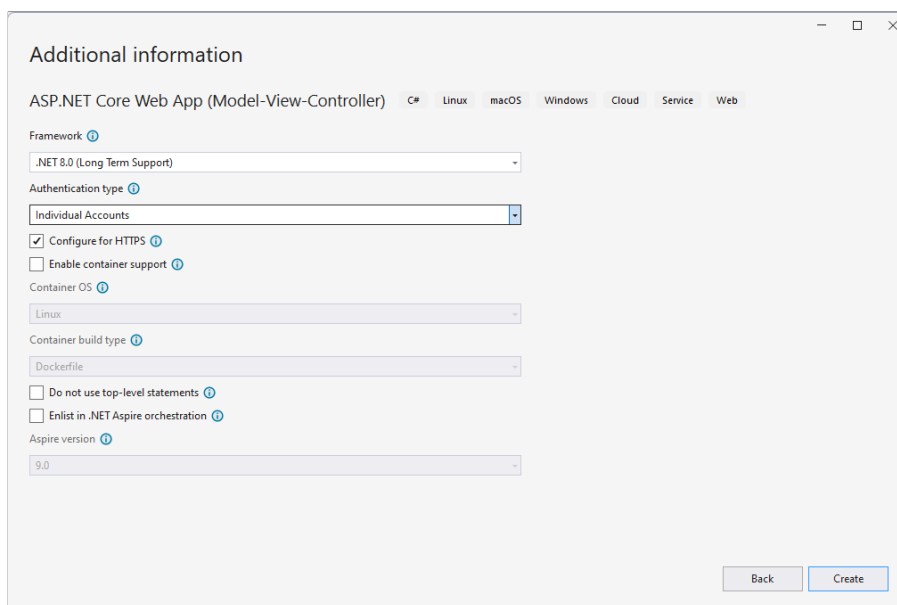 Additional information
ASP.NET Core Web App (Model-View-Controller) C# Linux macOS Windows Cloud Service Web
Framework
.NET 8.0 (Long Term Support)
Authentication type
Individual Accounts
Configure for HTTPS
Enable container support
Container OS
Linux
Container build type
Dockerfile
Do not use top-level statements
Enlist in .NET Aspire orchestration
Aspire version
9.0
Back Create